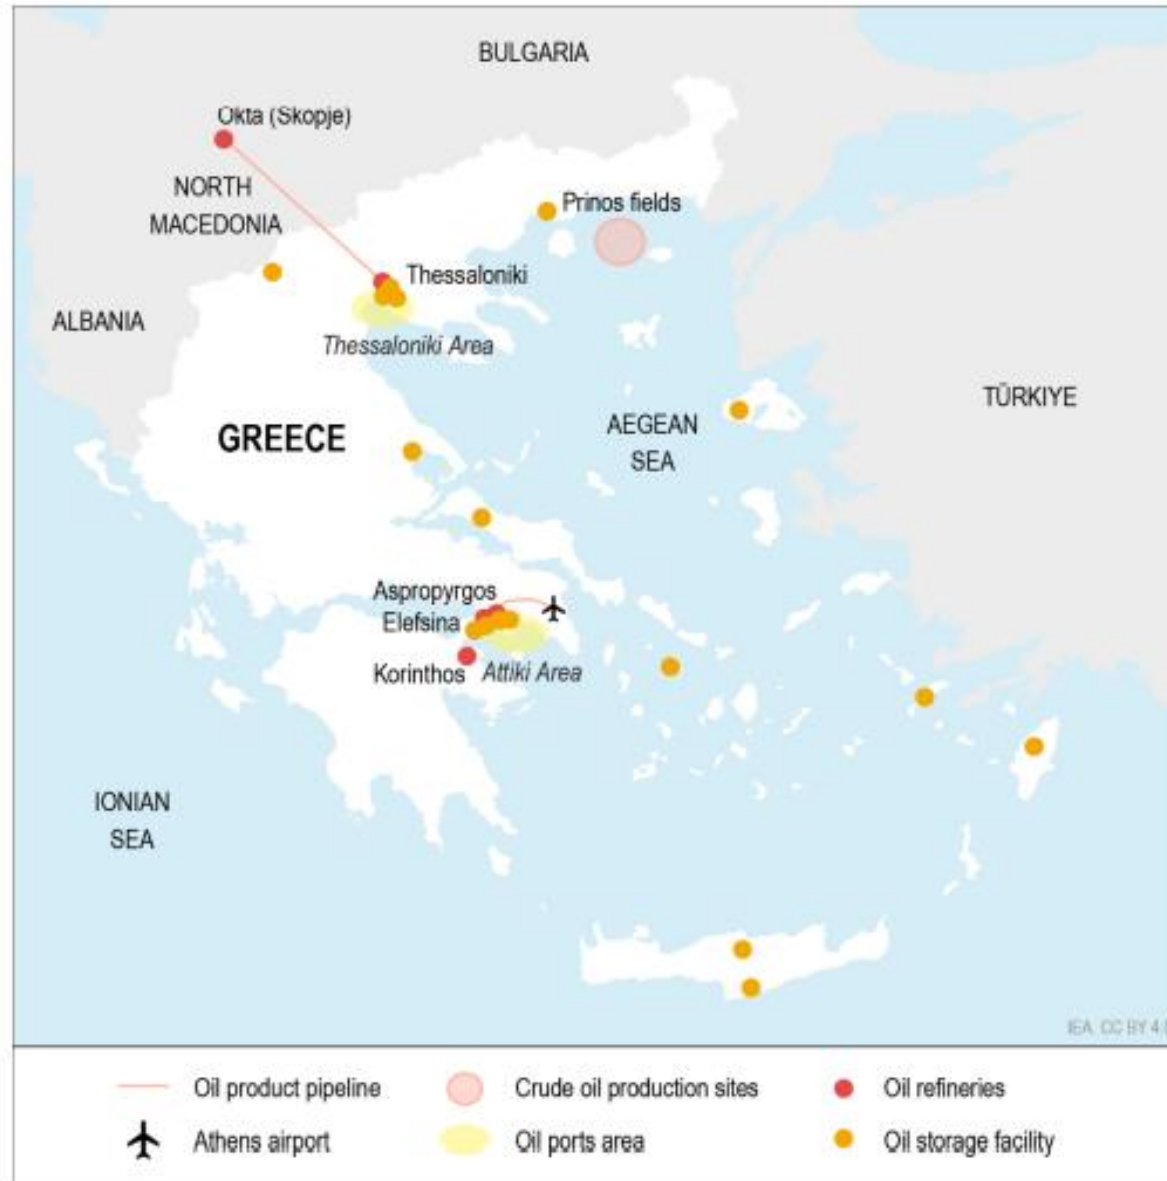 BULGARIA
Okta (Skopje)
NORTH
MACEDONIA
Prinos fields
Thessaloniki
ALBANIA
Thessaloniki Area
TÜRKIYE
GREECE
AEGEAN
SEA
Aspropyrgos
Elefsina
Korinthos
Attiki Area
IONIAN
SEA
IEA. CC BY
Oil product pipeline
Crude oil production sites
Oil refineries
Athens airport
Oil ports area
Oil storage facility